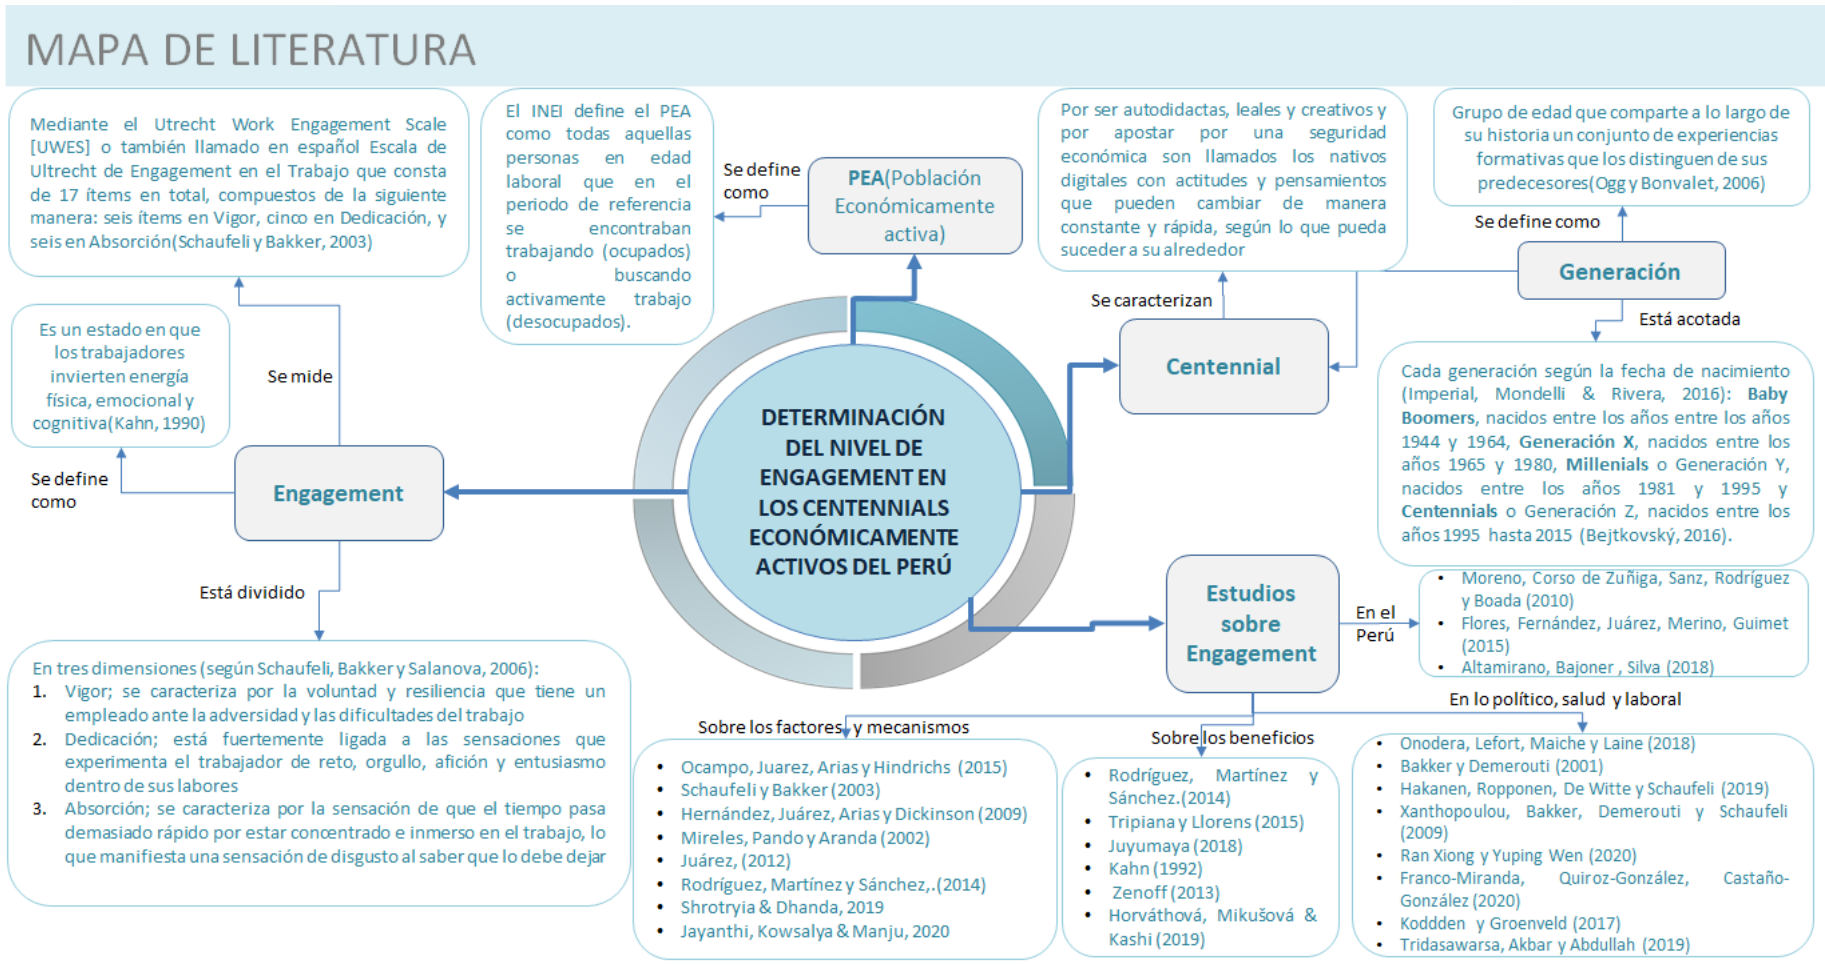 MAPA DE LITERATURA
Mediante el Utrecht Work Engagement Scale
[UWES] o también llamado en español Escala de
Ultrecht de Engagement en el Trabajo que consta
de 17 ítems en total, compuestos de la siguiente
manera: seis ítems en Vigor, cinco en Dedicación, y
seis en Absorción(Schaufeli y Bakker, 2003)
El INEI define el PEA
como todas aquellas
personas en edad
laboral que en el
periodo de referencia
se encontraban
trabajando (ocupados)
o buscando
activamente trabajo
(desocupados).
Se define
como
PEA(Población
Económicamente
activa)
Por ser autodidactas, leales y creativos y
por apostar por una seguridad
económica son llamados los nativos
digitales con actitudes y pensamientos
que pueden cambiar de manera
constante y rápida, según lo que pueda
suceder a su alrededor
Grupo de edad que comparte a lo largo de
su historia un conjunto de experiencias
formativas que los distinguen de sus
predecesores(Ogg y Bonvalet, 2006)
Se define como
Generación
Se caracterizan
Está acotada
Centennial
Es un estado en que
los trabajadores
invierten energía
física, emocional y
cognitiva(Kahn, 1990)
Se mide
Cada generación según la fecha de nacimiento
(Imperial, Mondelli & Rivera, 2016): Baby
Boomers, nacidos entre los años entre los años
1944 y 1964, Generación X, nacidos entre los
años 1965 y 1980, Millenials o Generación Y,
nacidos entre los años 1981 y 1995 y
Centennials o Generación Z, nacidos entre los
años 1995 hasta 2015 (Bejtkovský, 2016).
Se define
como
Engagement
DETERMINACIÓN
DEL NIVEL DE
ENGAGEMENT EN
LOS CENTENNIALS
ECONÓMICAMENTE
ACTIVOS DEL PERÚ
Está dividido
Estudios
sobre
Engagement
En el
Perú
• Moreno, Corso de Zuñiga, Sanz, Rodríguez
y Boada (2010)
• Flores, Fernández, Juárez, Merino, Guimet
(2015)
• Altamirano, Bajoner , Silva (2018)
En tres dimensiones (según Schaufeli, Bakker y Salanova, 2006):
1. Vigor; se caracteriza por la voluntad y resiliencia que tiene un
empleado ante la adversidad y las dificultades del trabajo
2. Dedicación; está fuertemente ligada a las sensaciones que
experimenta el trabajador de reto, orgullo, afición y entusiasmo
dentro de sus labores
3. Absorción; se caracteriza por la sensación de que el tiempo pasa
demasiado rápido por estar concentrado e inmerso en el trabajo, lo
que manifiesta una sensación de disgusto al saber que lo debe dejar
Sobre los factores y mecanismos
• Ocampo, Juarez, Arias y Hindrichs (2015)
• Schaufeli y Bakker (2003)
• Hernández, Juárez, Arias y Dickinson (2009)
• Mireles, Pando y Aranda (2002)
• Juárez, (2012)
• Rodríguez, Martínez y Sánchez,.(2014)
• Shrotryia & Dhanda, 2019
• Jayanthi, Kowsalya & Manju, 2020
Sobre los beneficios
• Rodríguez, Martínez y
Sánchez.(2014)
• Tripiana y Llorens (2015)
• Juyumaya (2018)
• Kahn (1992)
• Zenoff (2013)
• Horváthová, Mikušová &
Kashi (2019)
En lo político, salud y laboral
• Onodera, Lefort, Maiche y Laine (2018)
• Bakker y Demerouti (2001)
• Hakanen, Ropponen, De Witte y Schaufeli (2019)
• Xanthopoulou, Bakker, Demerouti y Schaufeli
(2009)
• Ran Xiong y Yuping Wen (2020)
• Franco-Miranda, Quiroz-González, Castaño-
González (2020)
• Koddden y Groenveld (2017)
• Tridasawarsa, Akbar y Abdullah (2019)